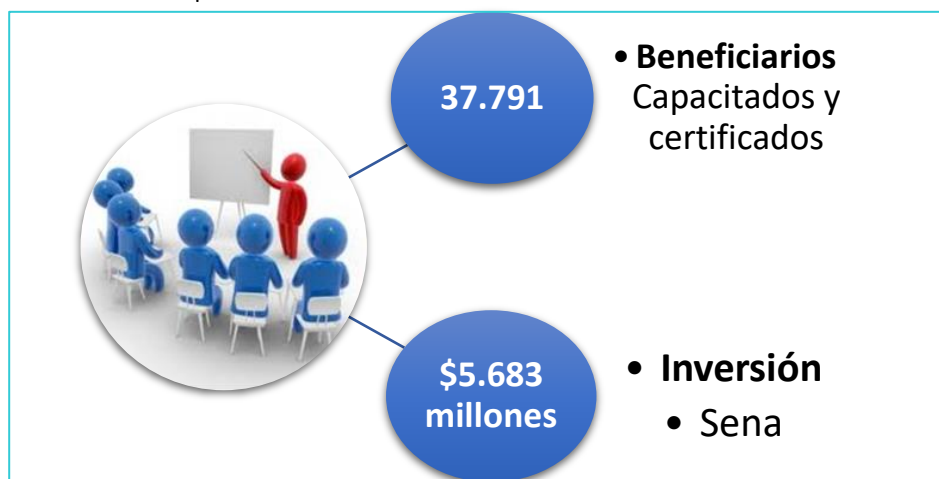 37.791
• Beneficiarios
Capacitados y
certificados
$5.683
millones
• Inversión
• Sena